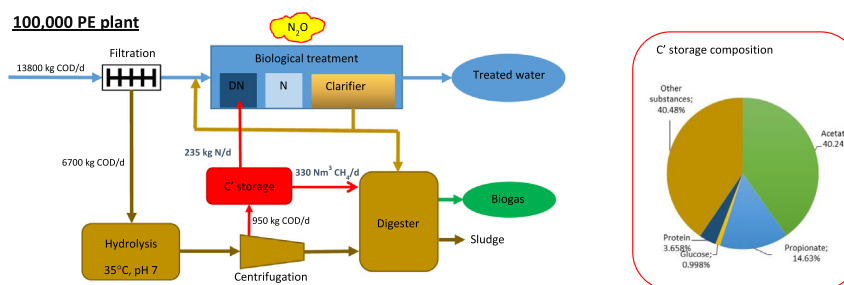 100,000 PE plant
N2O
Filtration
13800 kg COD/d
Biological treatment
DN
N
Clarifier
Treated water
6700 kg COD/d
235 kg N/d
330 Nm3 CH4/d
C’ storage
950 kg COD/d
Hydrolysis
35°C, pH 7
Centrifugation
Digester
Biogas
Sludge
C’ storage composition
Other
substances;
40.48%
Acetat
40.24
Protein
3.658%
Glucose;
0.998%
Propionate;
14.63%